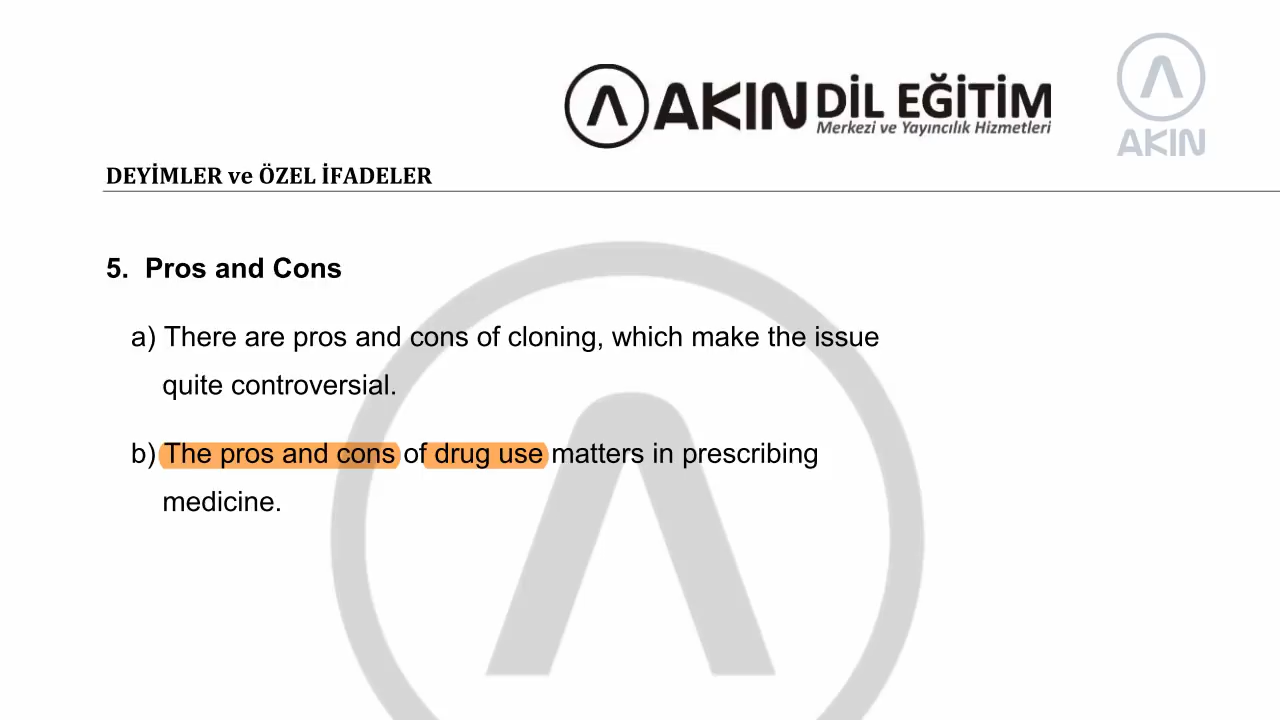 AKIN DİL EĞİTİM
Merkezi ve Yayıncılık Hizmetleri
AKIN
DEYİMLER ve ÖZEL İFADELER
5. Pros and Cons
a) There are pros and cons of cloning, which make the issue
quite controversial.
b) The pros and cons of drug use matters in prescribing
medicine.